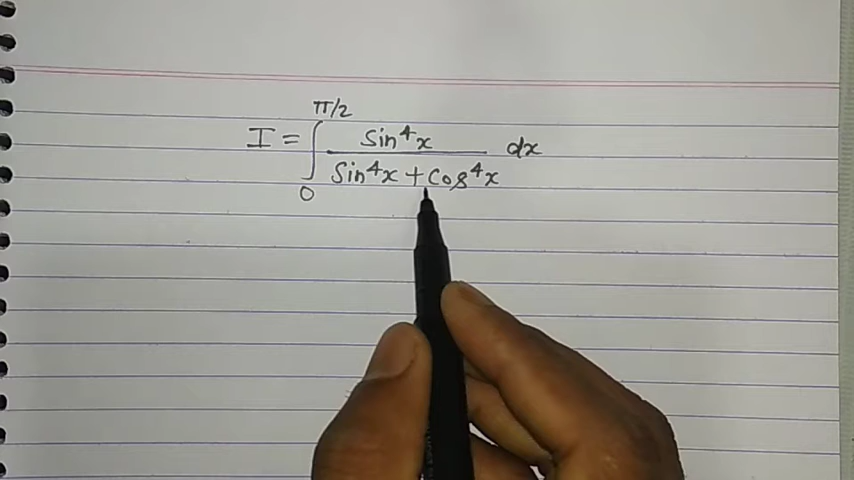 π/2
I = ∫ Sin⁴x / Sin⁴x + Cos⁴x dx
0